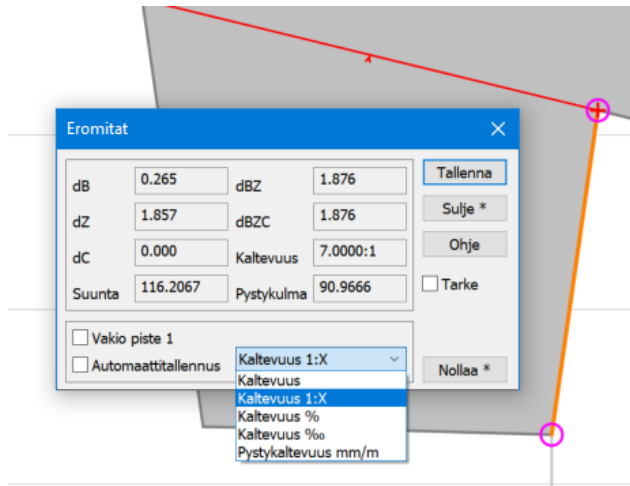 Eromitat
dB 0.265 dBZ 1.876 Tallenna
dZ 1.857 dBZC 1.876 Sulje *
dC 0.000 Kaltevuus 7.0000:1 Ohje
Suunta 116.2067 Pystykulma 90.9666 Tarke
Vakio piste 1
Automaattitallennus Kaltevuus 1:X Nollaa *
Kaltevuus
Kaltevuus 1:X
Kaltevuus %
Kaltevuus ‰
Pystykaltevuus mm/m